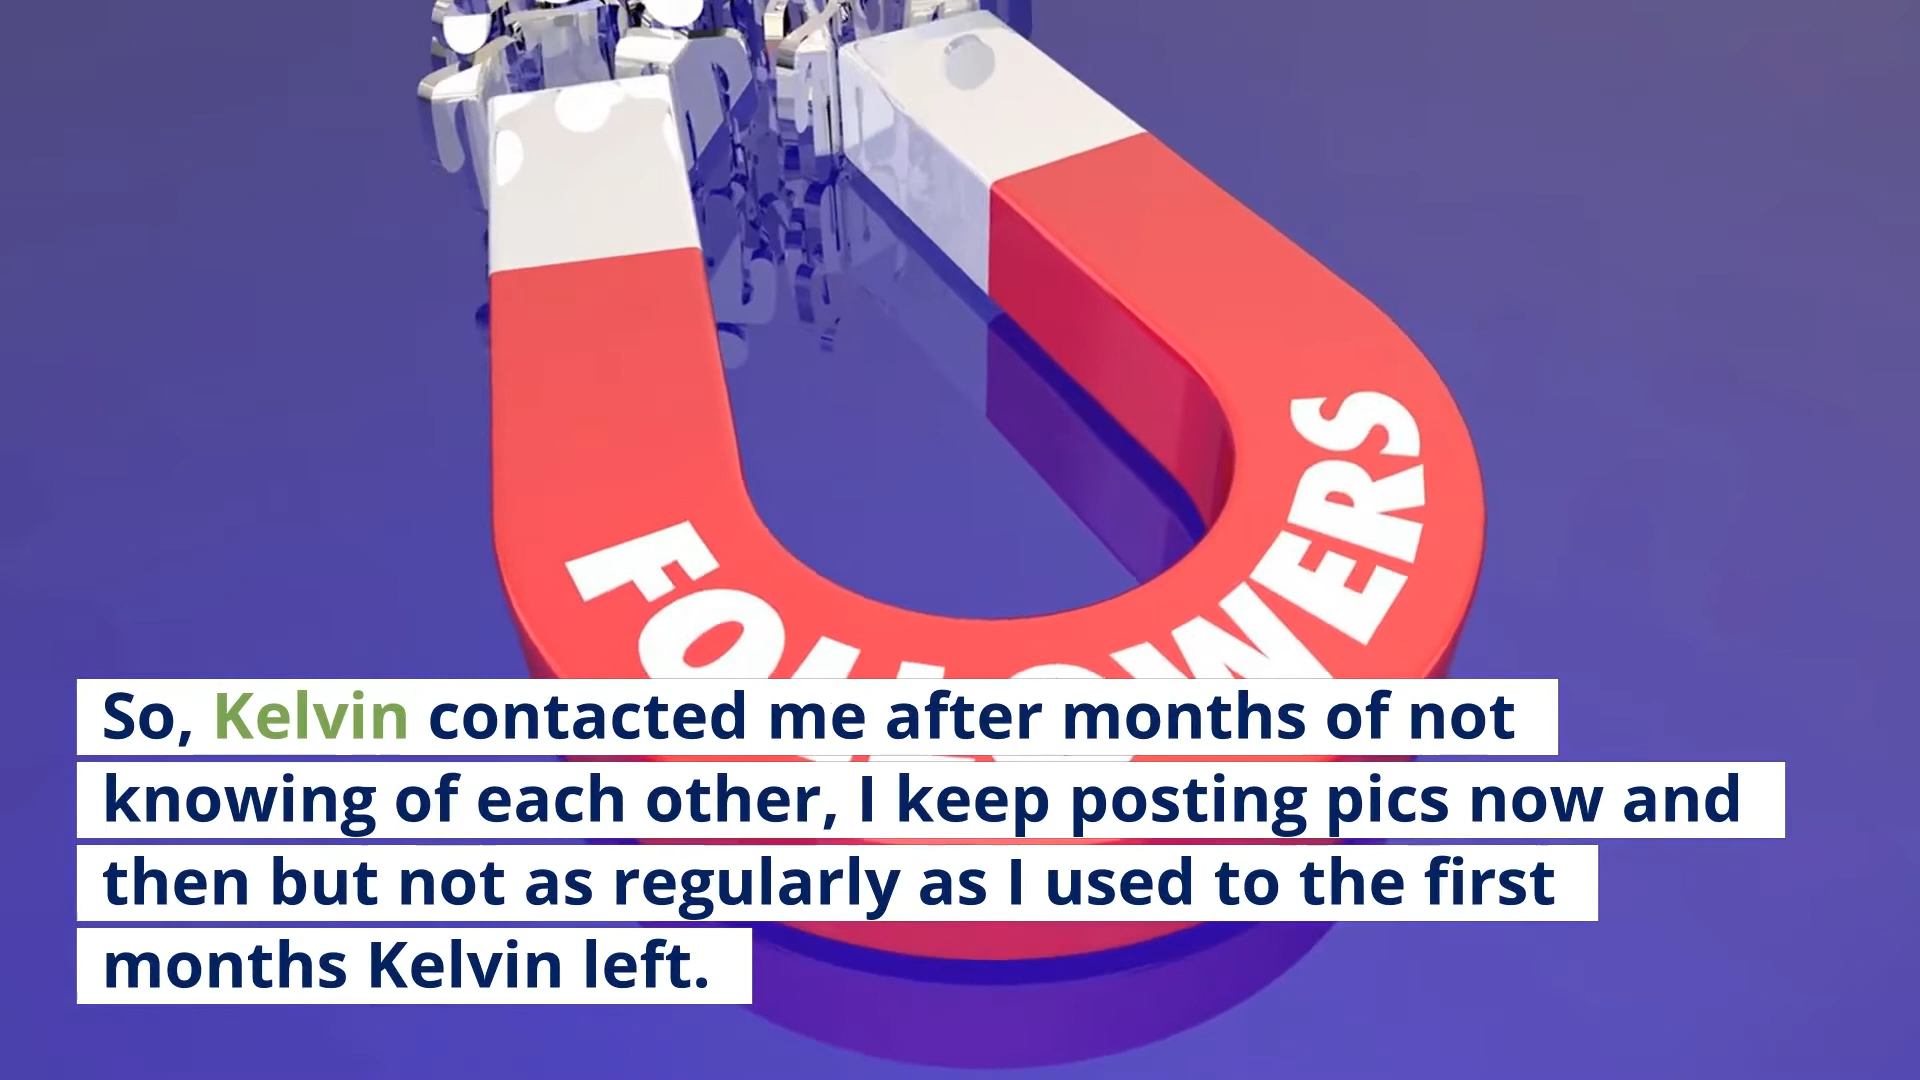 FOLLOWERS
So, Kelvin contacted me after months of not
knowing of each other, I keep posting pics now and
then but not as regularly as I used to the first
months Kelvin left.